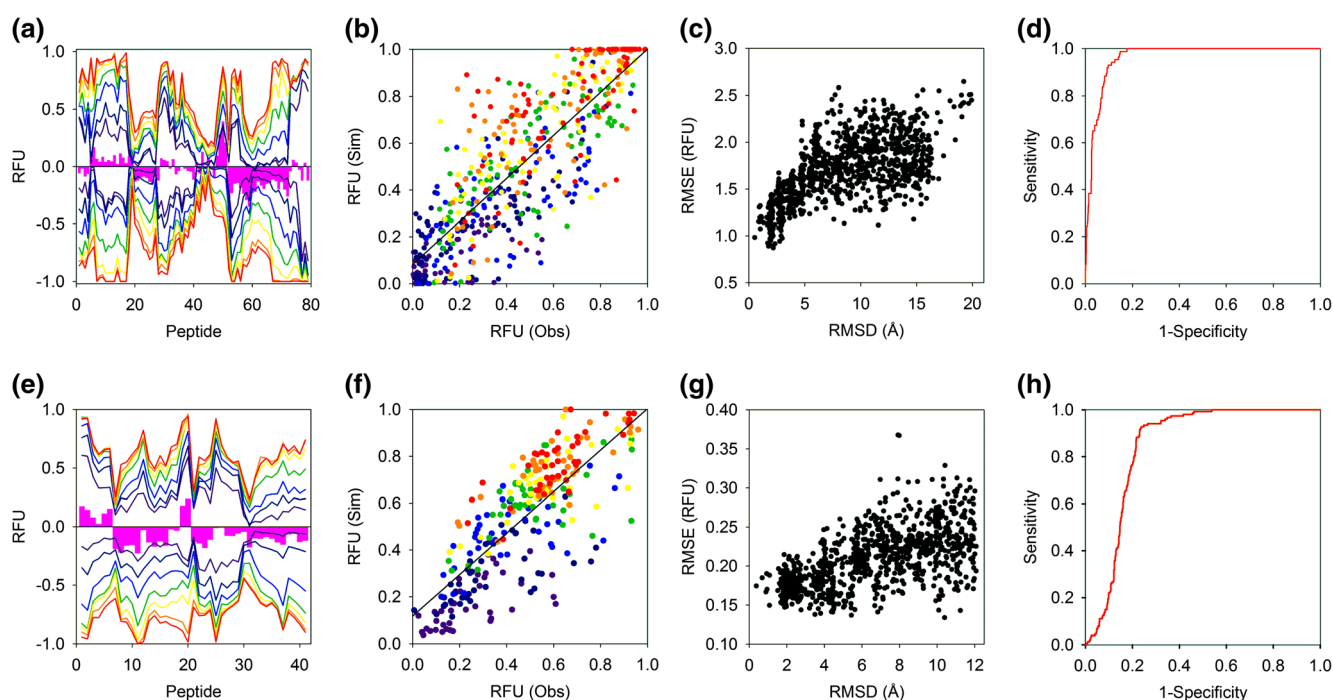 (a)
1.0
0.5
0.0
-0.5
-1.0
RFU
0 20 40 60 80
Peptide
(b)
1.0
0.8
0.6
0.4
0.2
0.0
RFU (Sim)
0.0 0.2 0.4 0.6 0.8 1.0
RFU (Obs)
(c)
3.0
2.5
2.0
1.5
1.0
0.5
RMSE (RFU)
0 5 10 15 20
RMSD (Å)
(d)
1.0
0.8
0.6
0.4
0.2
0.0
Sensitivity
0.0 0.2 0.4 0.6 0.8 1.0
1-Specificity
(e)
1.0
0.5
0.0
-0.5
-1.0
RFU
0 10 20 30 40
Peptide
(f)
1.0
0.8
0.6
0.4
0.2
0.0
RFU (Sim)
0.0 0.2 0.4 0.6 0.8 1.0
RFU (Obs)
(g)
0.40
0.35
0.30
0.25
0.20
0.15
0.10
RMSE (RFU)
2 4 6 8 10 12
RMSD (Å)
(h)
1.0
0.8
0.6
0.4
0.2
0.0
Sensitivity
0.0 0.2 0.4 0.6 0.8 1.0
1-Specificity